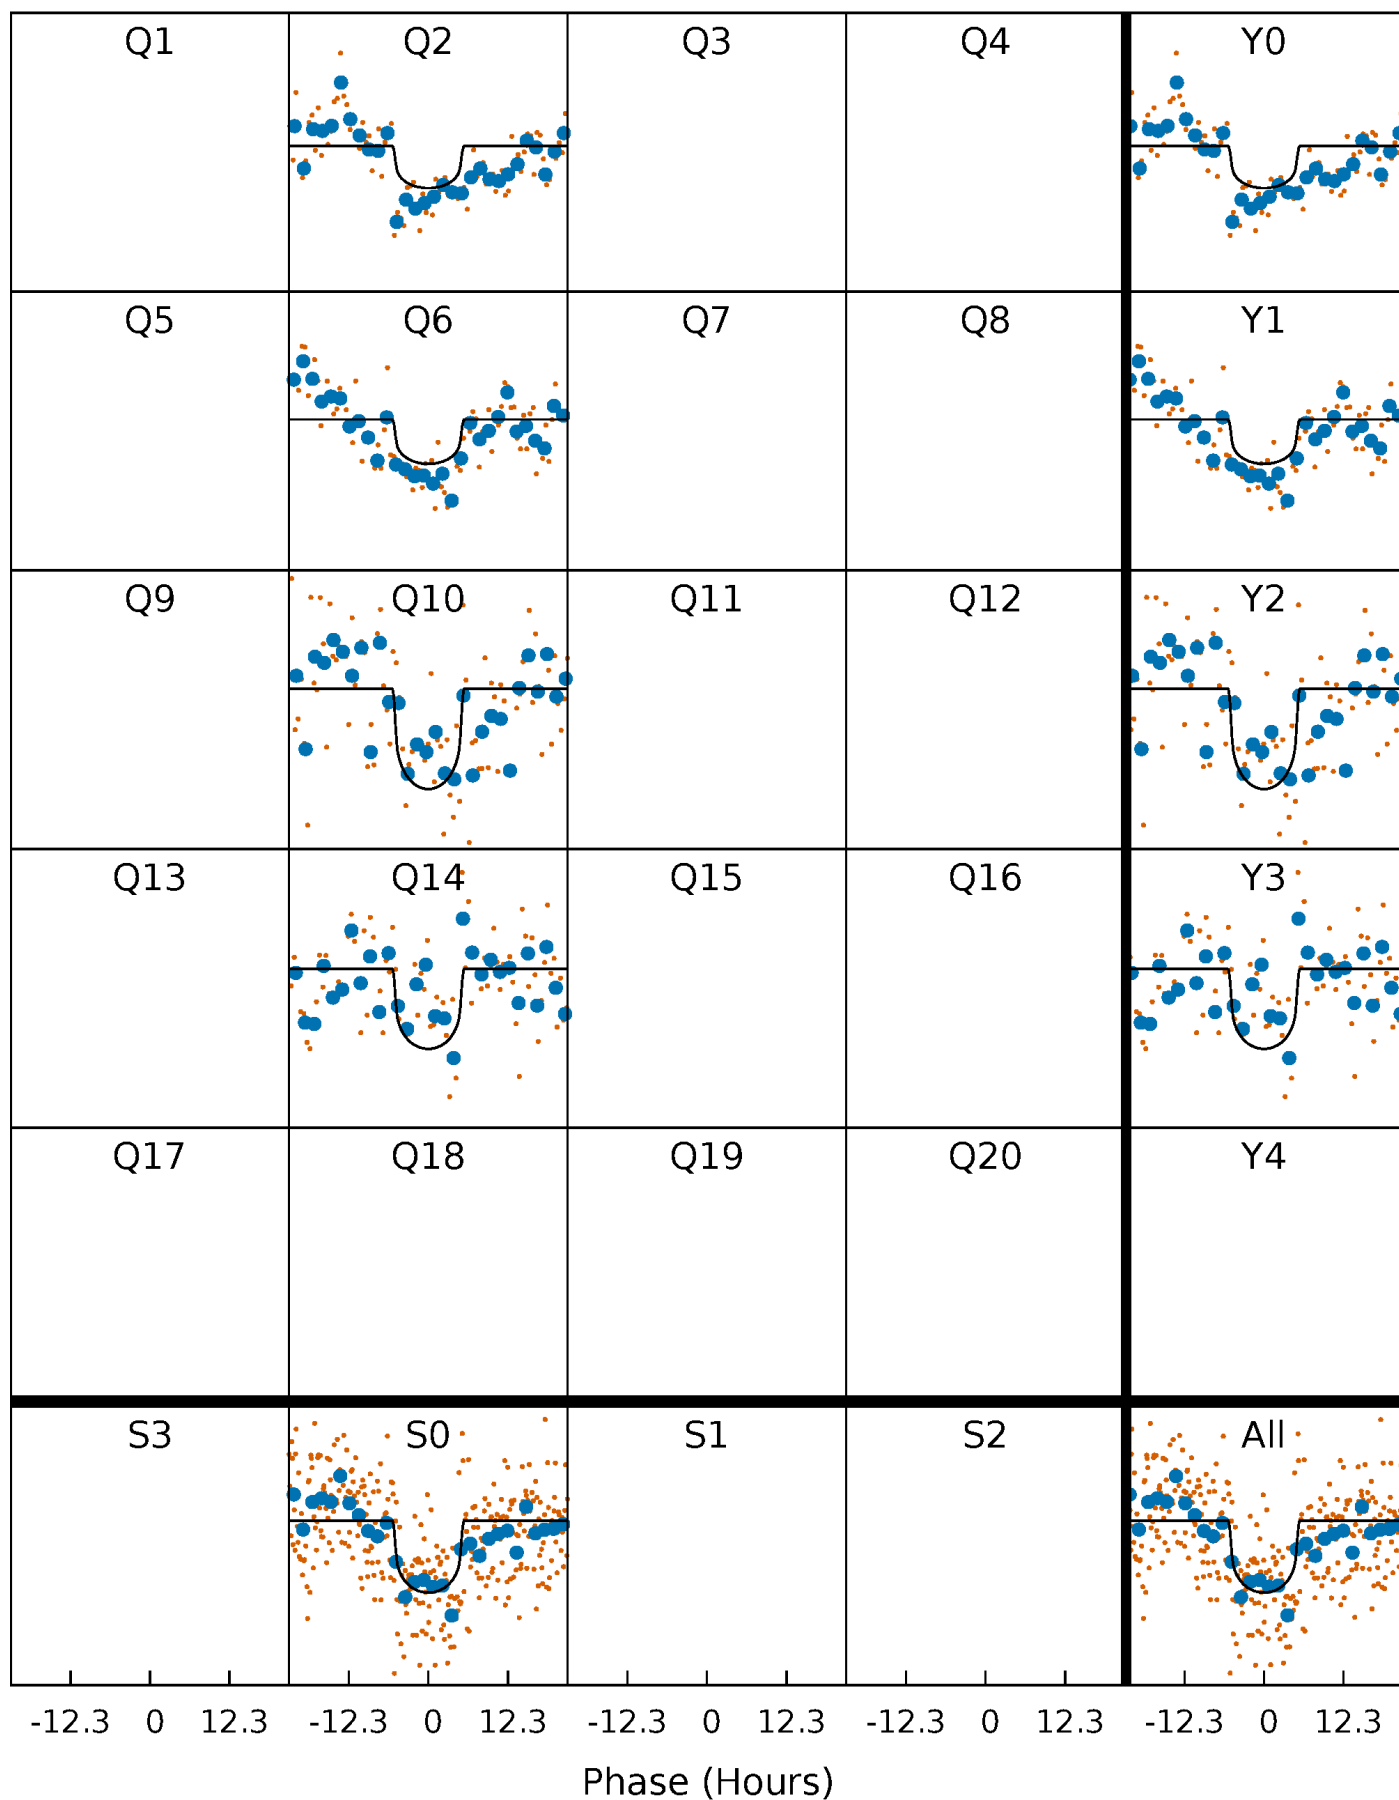 Q1 Q2 Q3 Q4 Y0
Q5 Q6 Q7 Q8 Y1
Q9 Q10 Q11 Q12 Y2
Q13 Q14 Q15 Q16 Y3
Q17 Q18 Q19 Q20 Y4
S3 S0 S1 S2 All
-12.3 0 12.3 -12.3 0 12.3 -12.3 0 12.3 -12.3 0 12.3 -12.3 0 12.3
Phase (Hours)